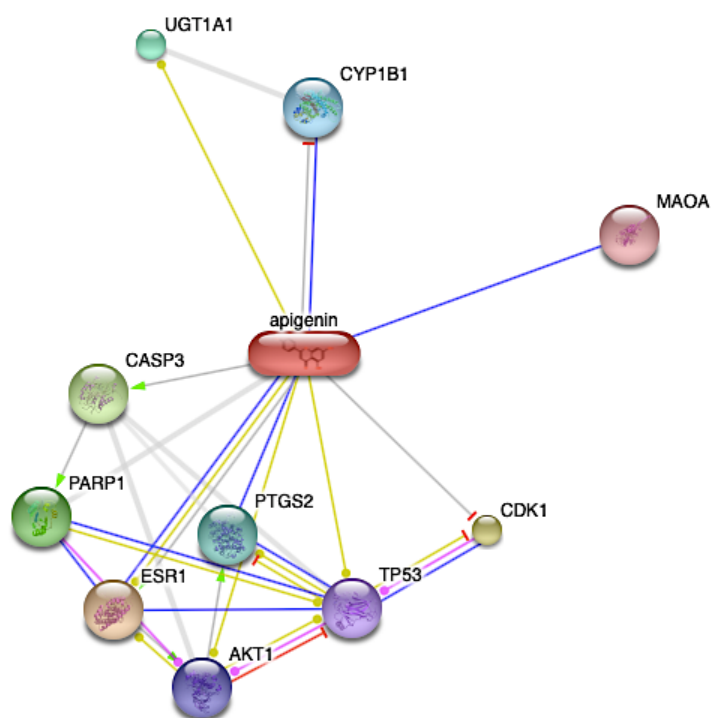 UGT1A1
CYP1B1
MAOA
apigenin
CASP3
PARP1
PTGS2
CDK1
ESR1
TP53
AKT1